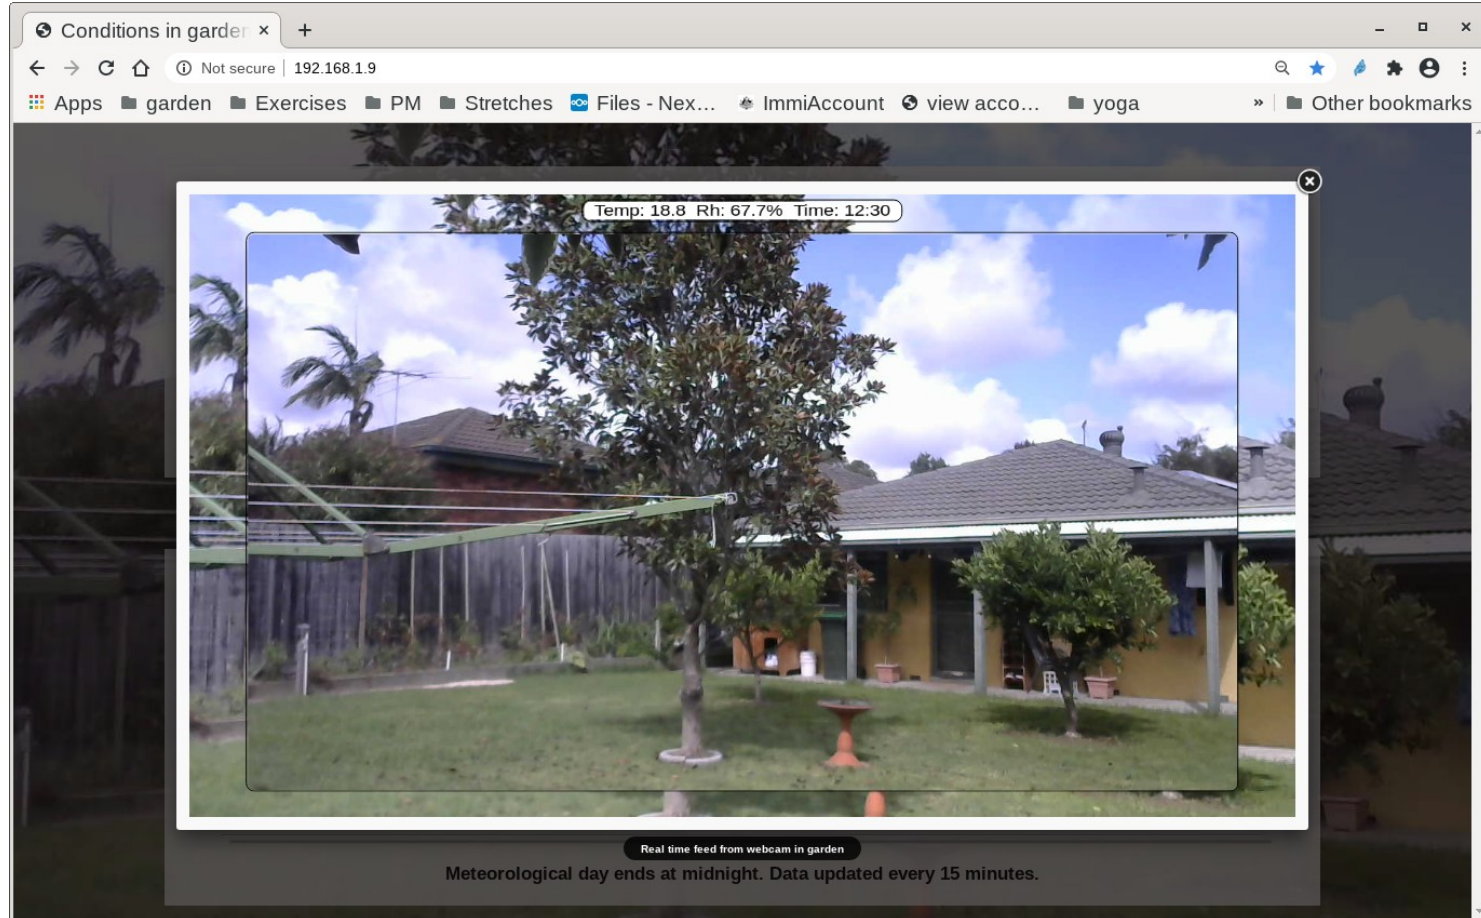 Conditions in garden
Not secure 192.168.1.9
Apps garden Exercises PM Stretches Files - Nex… ImmiAccount view acco… yoga » Other bookmarks
Temp: 18.8 Rh: 67.7% Time: 12:30
Real time feed from webcam in garden
Meteorological day ends at midnight. Data updated every 15 minutes.